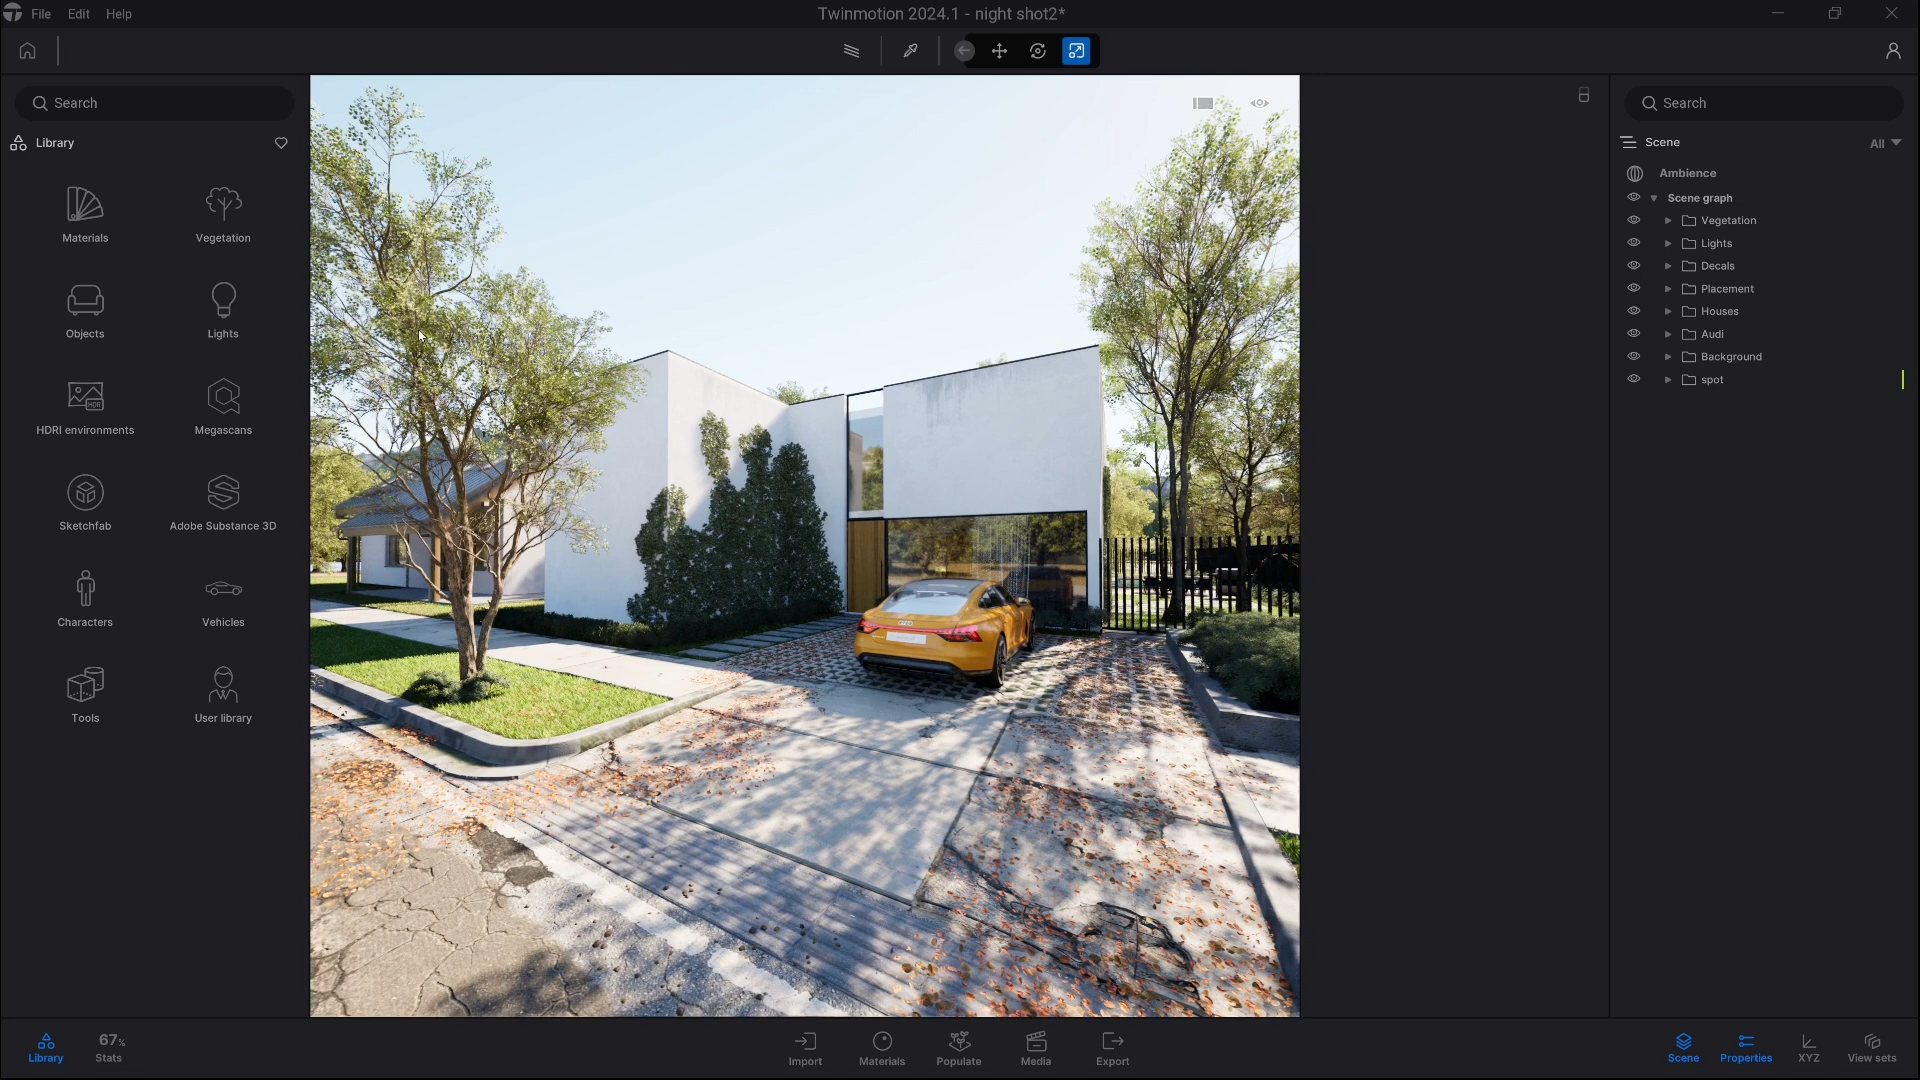 File Edit Help
Twinmotion 2024.1 - night shot2*
Search
Library
Materials
Vegetation
Objects
Lights
HDR
HDRI environments
Megascans
Sketchfab
Adobe Substance 3D
Characters
Vehicles
Tools
User library
Search
Scene
All
Ambience
Scene graph
Vegetation
Lights
Decals
Placement
Houses
Audi
Background
spot
Library
67%
Stats
Import
Materials
Populate
Media
Export
Scene
Properties
XYZ
View sets